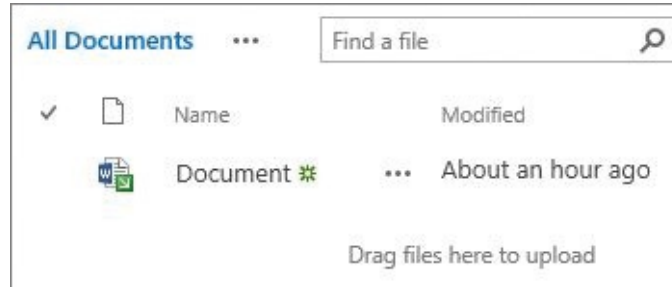 All Documents ... Find a file
Name Modified
W Document ... About an hour ago
Drag files here to upload